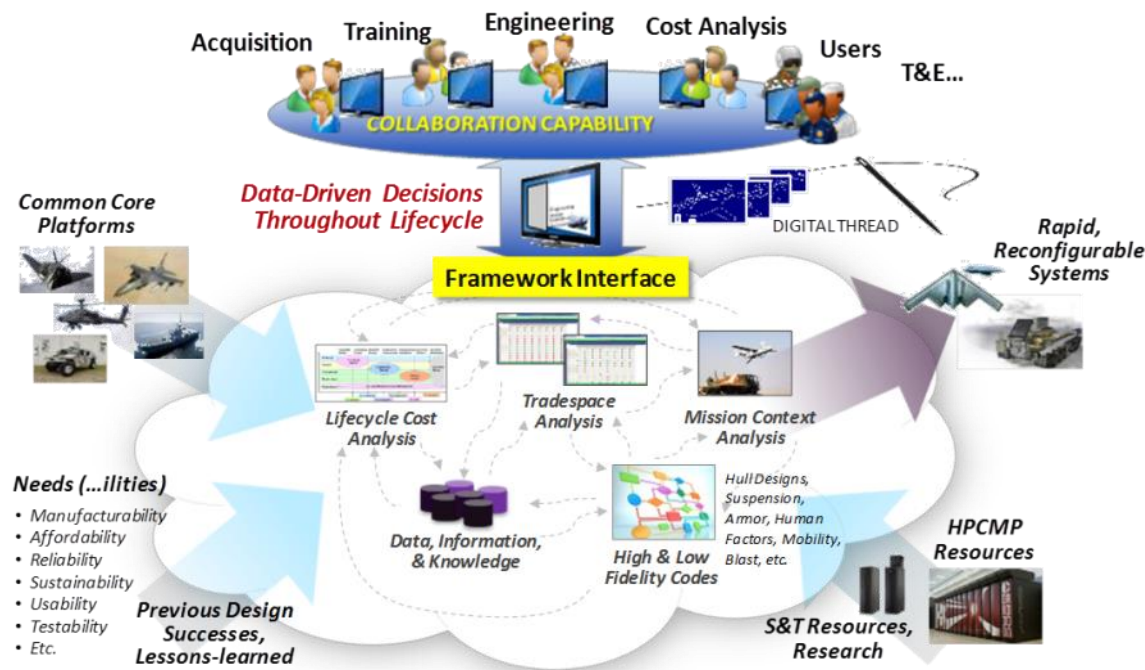 Acquisition
Training
Engineering
Cost Analysis
Users
T&E...
COLLABORATION CAPABILITY
Data-Driven Decisions
Throughout Lifecycle
DIGITAL THREAD
Common Core
Platforms
Rapid,
Reconfigurable
Systems
Framework Interface
Lifecycle Cost
Analysis
Tradespace
Analysis
Mission Context
Analysis
Needs (...ilities)
• Manufacturability
• Affordability
• Reliability
• Sustainability
• Usability
• Testability
• Etc.
Previous Design
Successes,
Lessons-learned
Data, Information,
& Knowledge
High & Low
Fidelity Codes
Hull Designs,
Suspension,
Armor, Human
Factors, Mobility,
Blast, etc.
HPCMP
Resources
S&T Resources,
Research